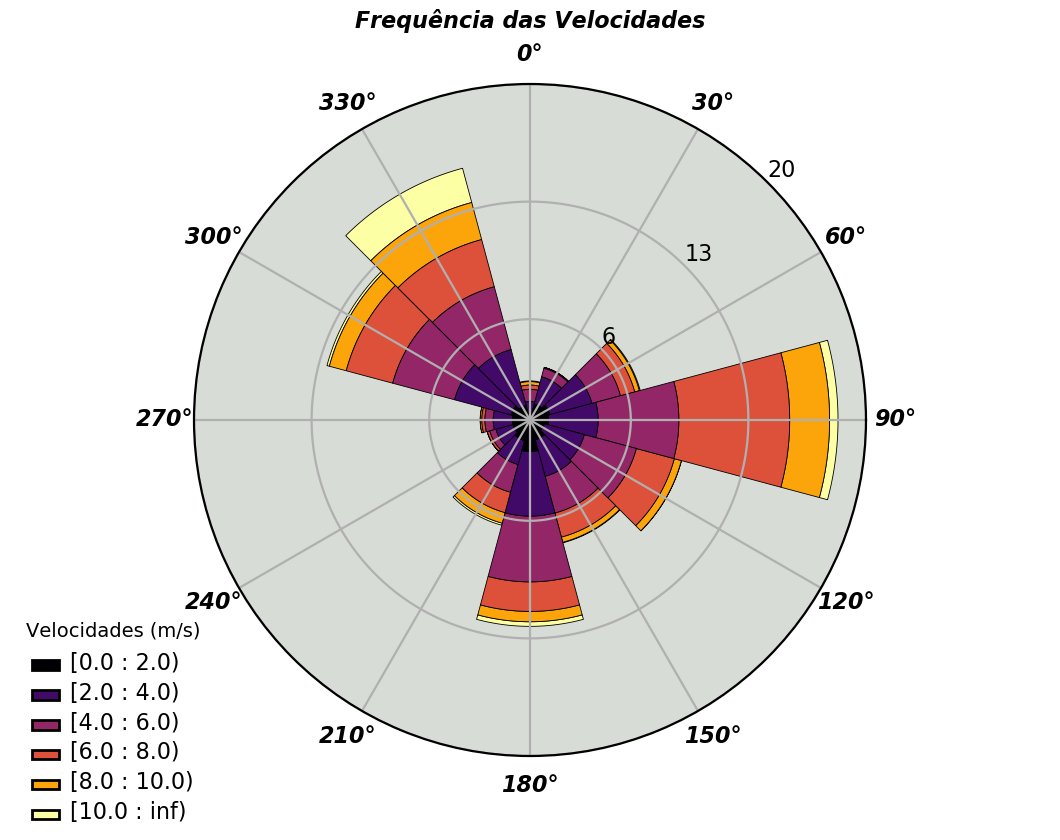 Frequência das Velocidades
0°
330°
30°
20
300°
60°
13
6
270°
90°
240°
120°
Velocidades (m/s)
[0.0 : 2.0)
[2.0 : 4.0)
[4.0 : 6.0)
210°
150°
[6.0 : 8.0)
[8.0 : 10.0)
180°
[10.0 : inf)